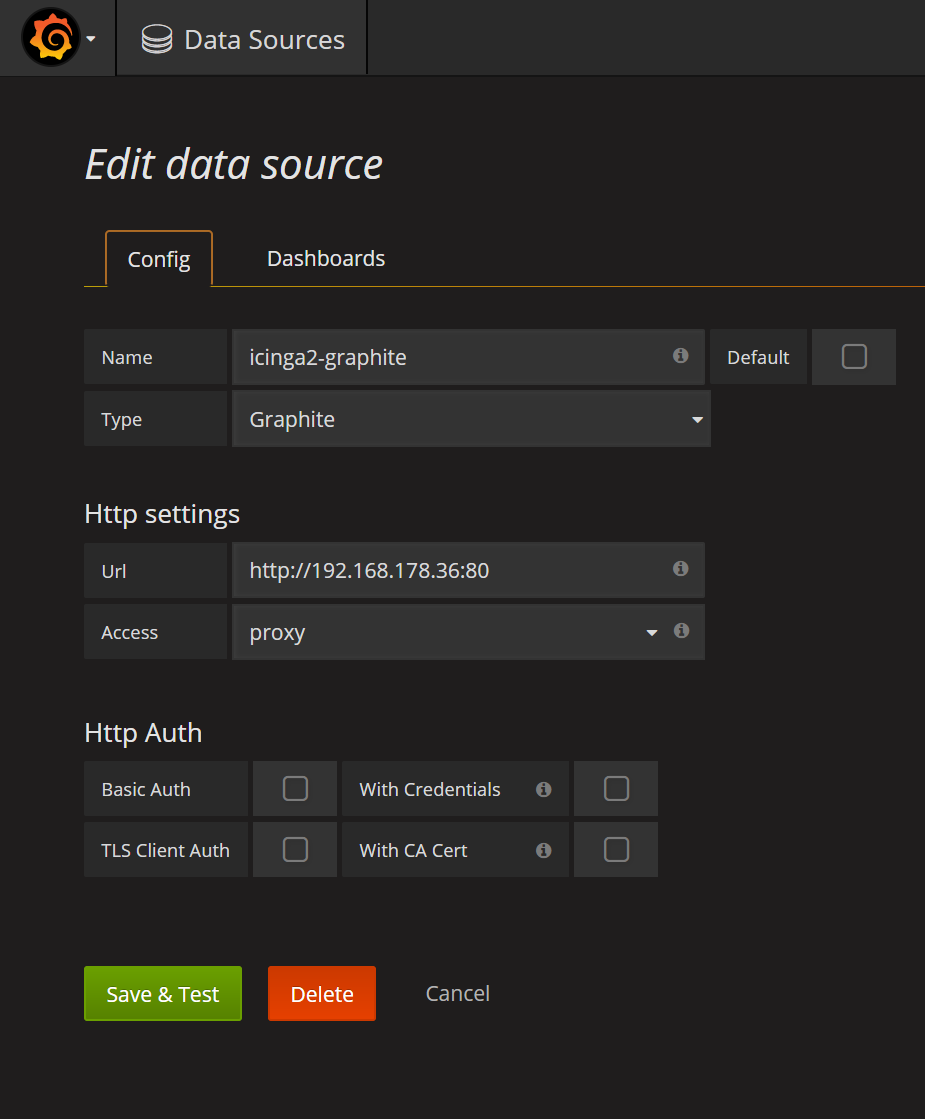 Data Sources
Edit data source
Config Dashboards
Name icinga2-graphite Default
Type Graphite
Http settings
Url http://192.168.178.36:80
Access proxy
Http Auth
Basic Auth With Credentials
TLS Client Auth With CA Cert
Save & Test Delete Cancel